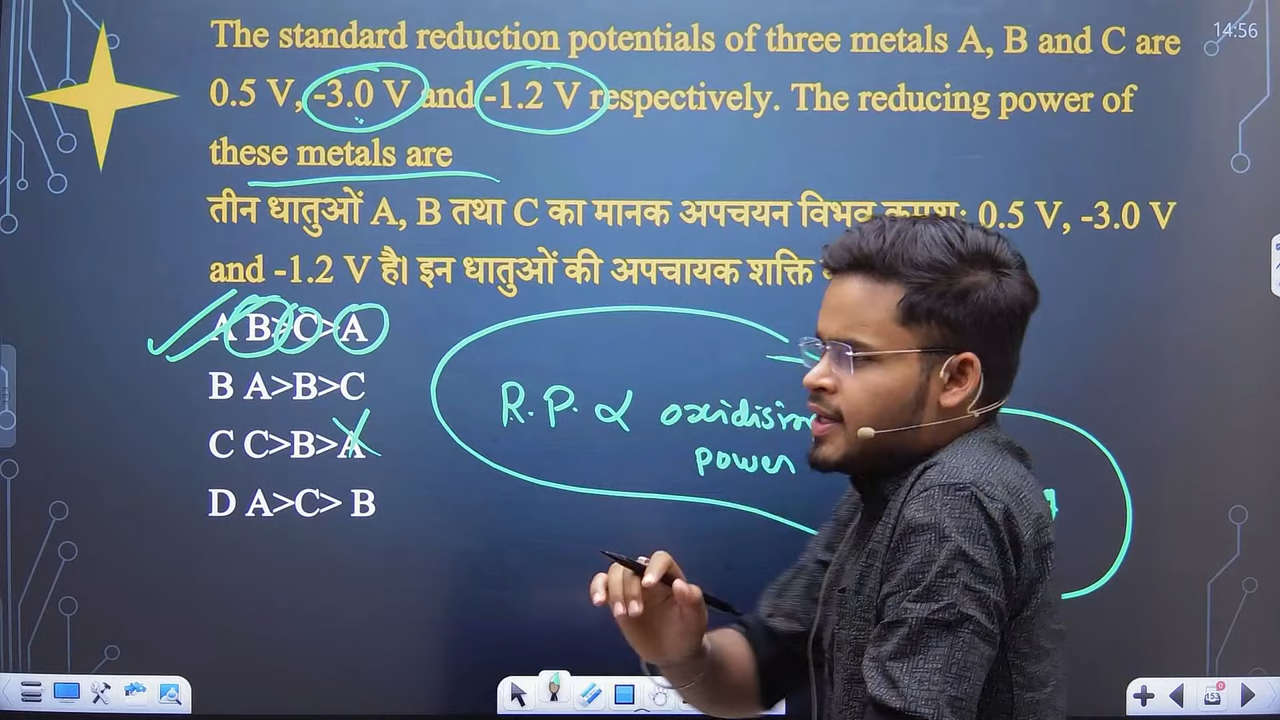 14:56
The standard reduction potentials of three metals A, B and C are
0.5 V, -3.0 V and -1.2 V respectively. The reducing power of
these metals are
तीन धातुओं A, B तथा C का मानक अपचयन विभव क्रमशः 0.5 V, -3.0 V
and -1.2 V है। इन धातुओं की अपचायक शक्ति
A B>C>A
B A>B>C
C C>B>A
D A>C> B
R.P. α oxidising
power